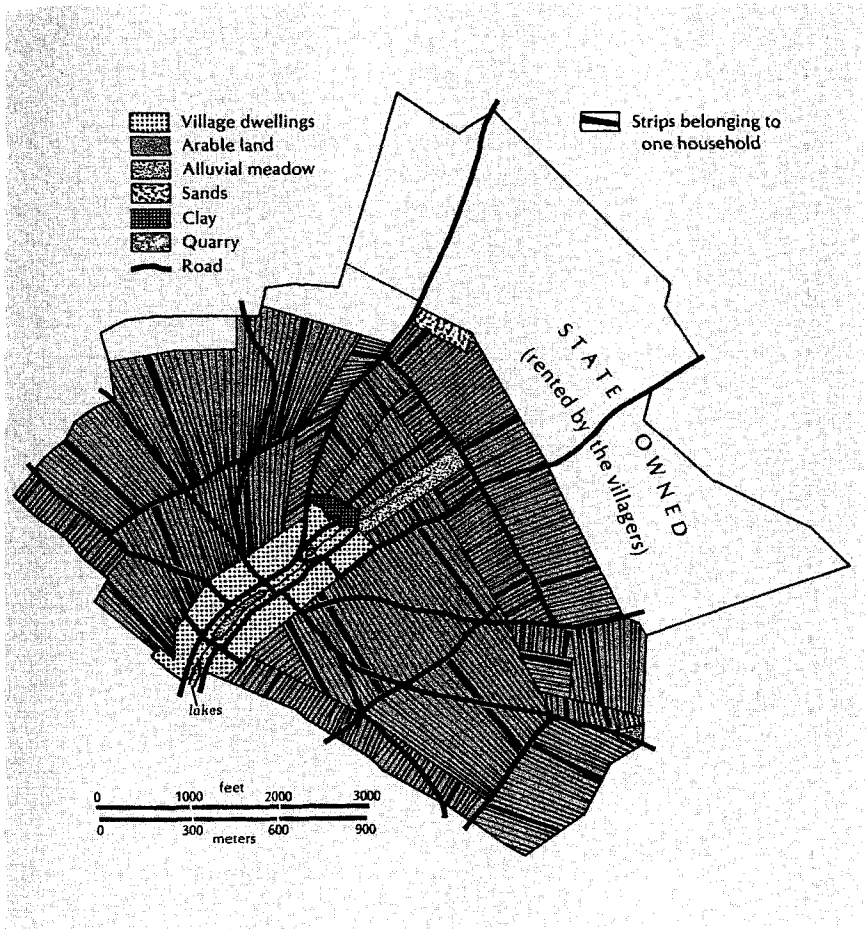 Village dwellings
Arable land
Alluvial meadow
Sands
Clay
Quarry
Road
Strips belonging to
one household
STATE OWNED
(rented by the villagers)
lakes
feet
0 1000 2000 3000
0 300 600 900
meters